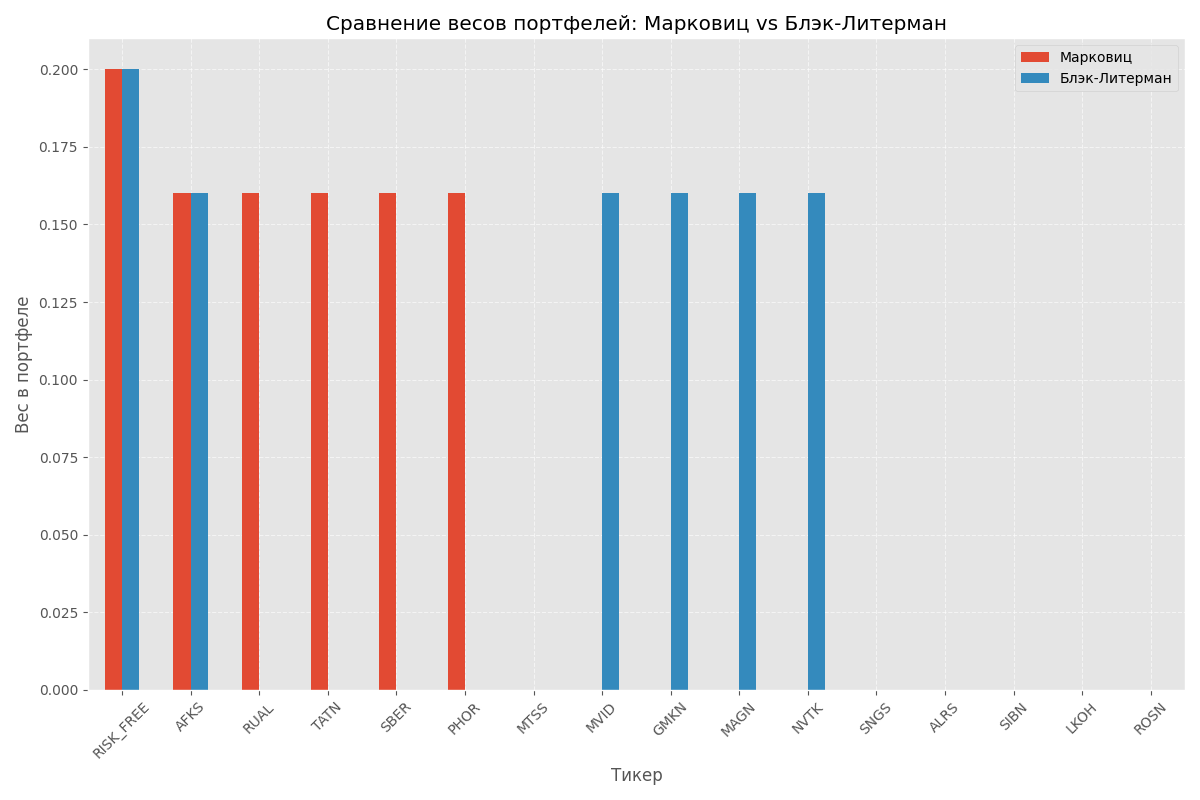 Сравнение весов портфелей: Марковиц vs Блэк-Литерман
Марковиц
Блэк-Литерман
0.200
0.175
0.150
0.125
0.100
0.075
0.050
0.025
0.000
Вес в портфеле
RISK_FREE
AFKS
RUAL
TATN
SBER
PHOR
MTSS
MVID
GMKN
MAGN
NVTK
SNGS
ALRS
SIBN
LKOH
ROSN
Тикер